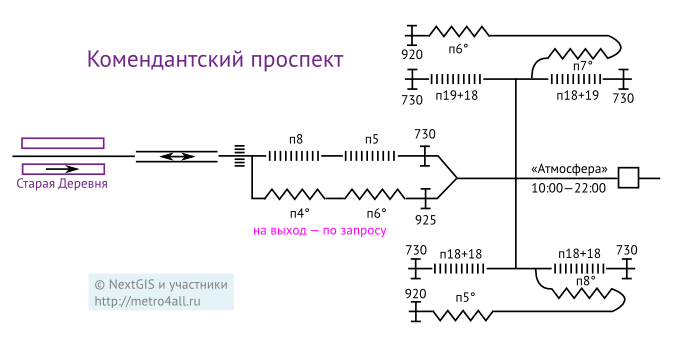 Комендантский проспект
920
п6°
п7°
730
п19+18
п18+19
730
п8
п5
730
Старая Деревня
«Атмосфера»
10:00—22:00
п4°
п6°
925
на выход — по запросу
730
п18+18
п18+18
730
п8°
920
п5°
© NextGIS и участники
http://metro4all.ru